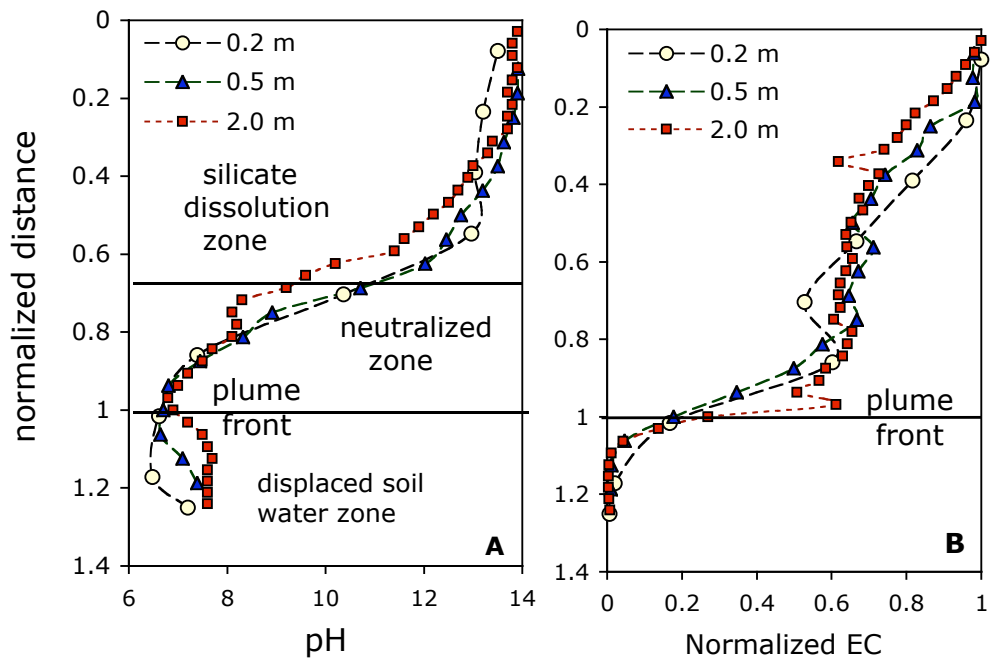 0
0.2
0.4
0.6
0.8
1
1.2
1.4
normalized distance
0.2 m
0.5 m
2.0 m
silicate
dissolution
zone
neutralized
zone
plume
front
displaced soil
water zone
A
6
8
10
12
14
pH
0
0.2
0.4
0.6
0.8
1
1.2
1.4
0.2 m
0.5 m
2.0 m
plume
front
B
0
0.2
0.4
0.6
0.8
1
Normalized EC